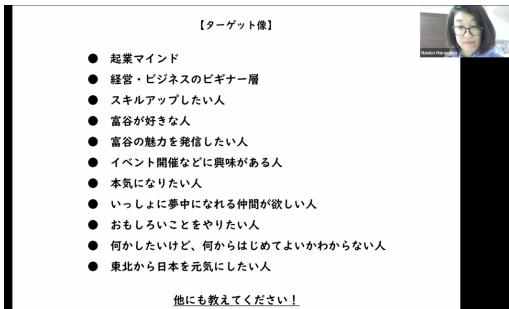 【ターゲット像】
● 起業マインド
● 経営・ビジネスのビギナー層
● スキルアップしたい人
● 富谷が好きな人
● 富谷の魅力を発信したい人
● イベント開催などに興味がある人
● 本気になりたい人
● いっしょに夢中になれる仲間が欲しい人
● おもしろいことをやりたい人
● 何かしたいけど、何からはじめてよいかわからない人
● 東北から日本を元気にしたい人
他にも教えてください！
Naoko